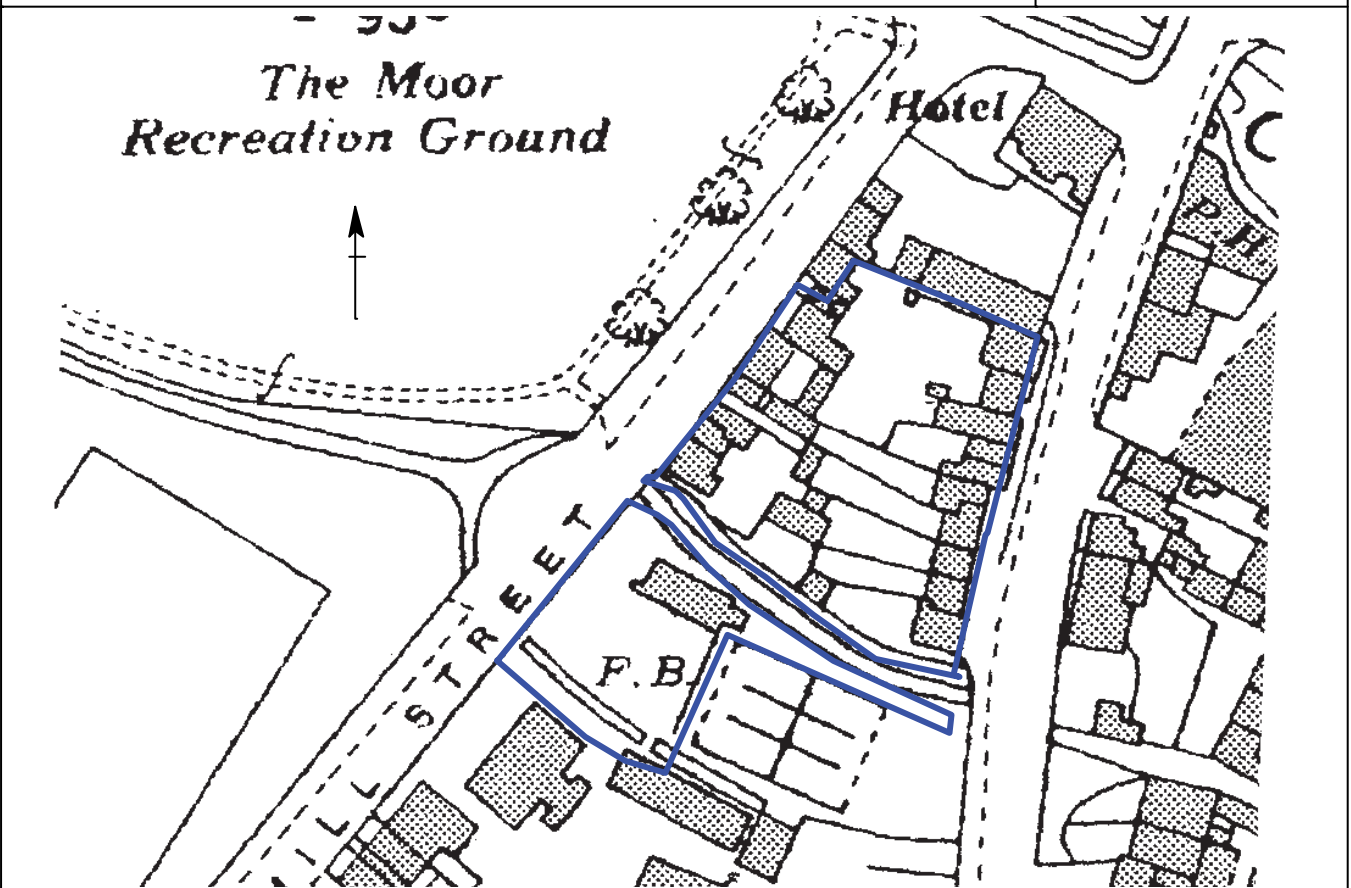 The Moor
Recreation Ground
Hotel
P.H.
F.B.
STREET